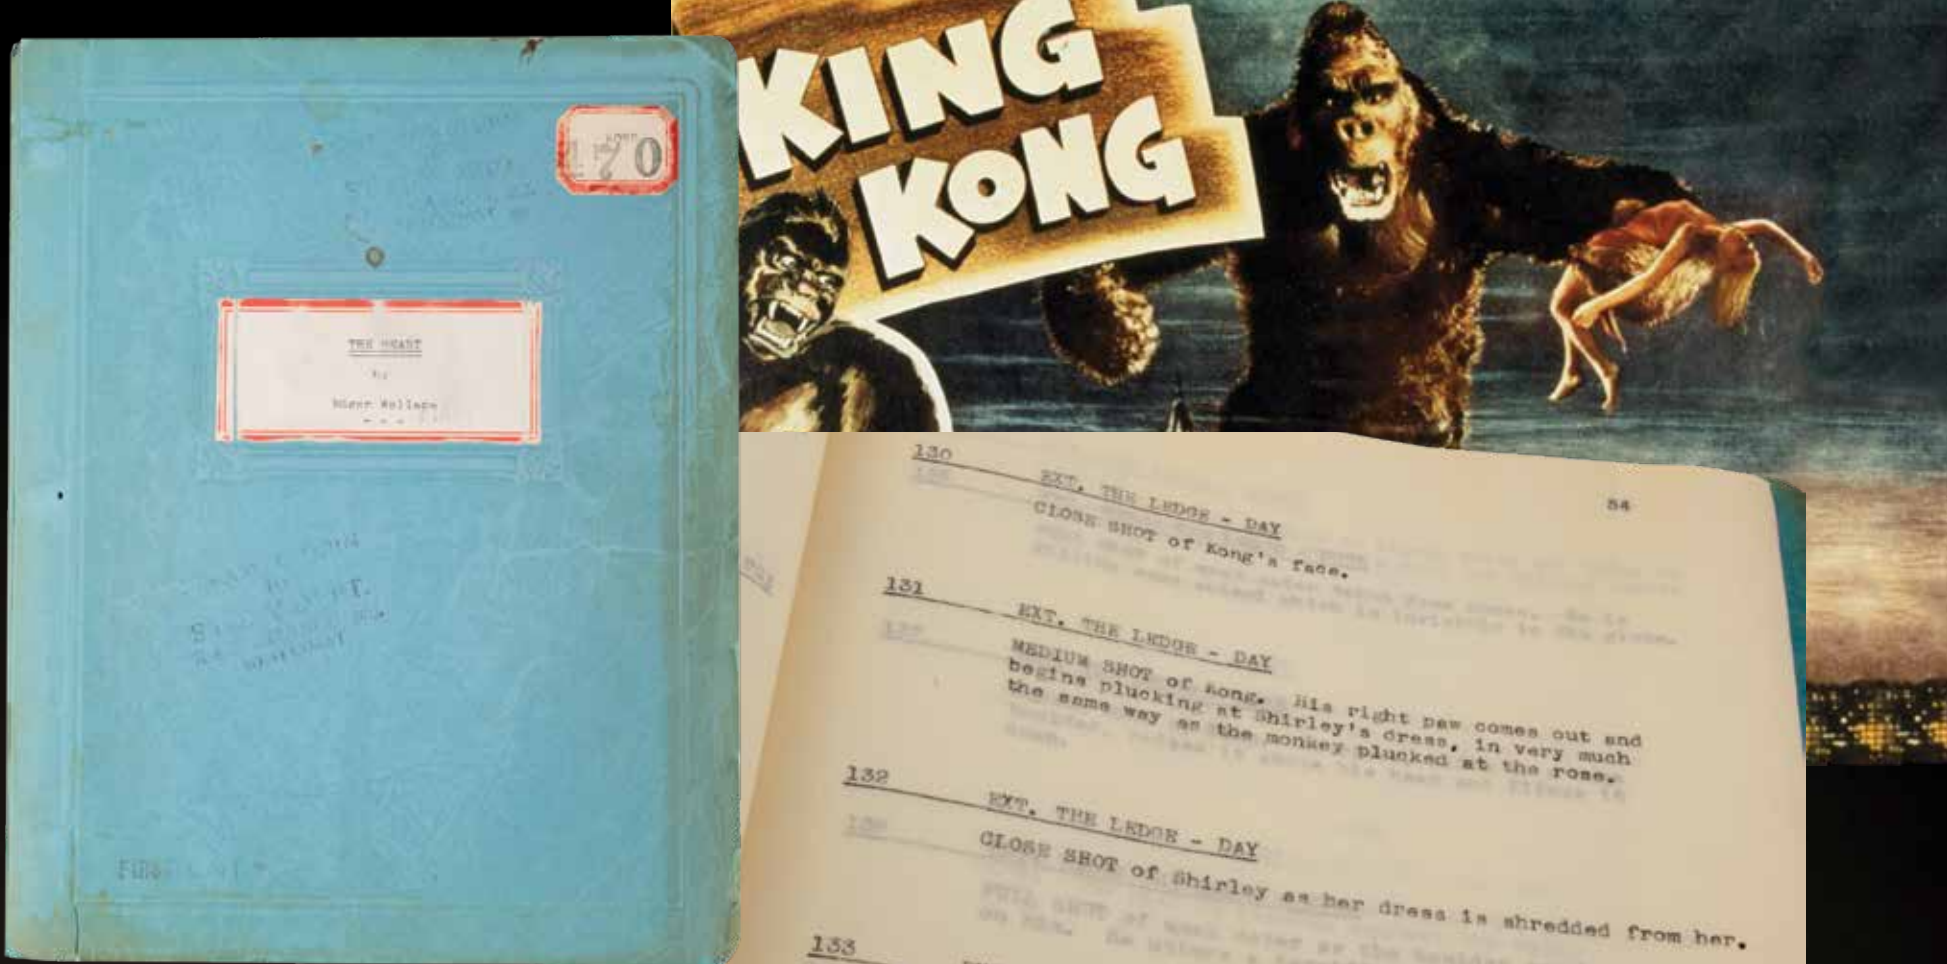 170
THE BEAST
by
Edgar Wallace
KING
KONG
54
130
EXT. THE LEDGE - DAY
CLOSE SHOT of Kong's face.
131
EXT. THE LEDGE - DAY
MEDIUM SHOT of Kong. His right paw comes out and
begins plucking at Shirley's dress, in very much
the same way as the monkey plucked at the rose.
132
EXT. THE LEDGE - DAY
CLOSE SHOT of Shirley as her dress is shredded from her.
133